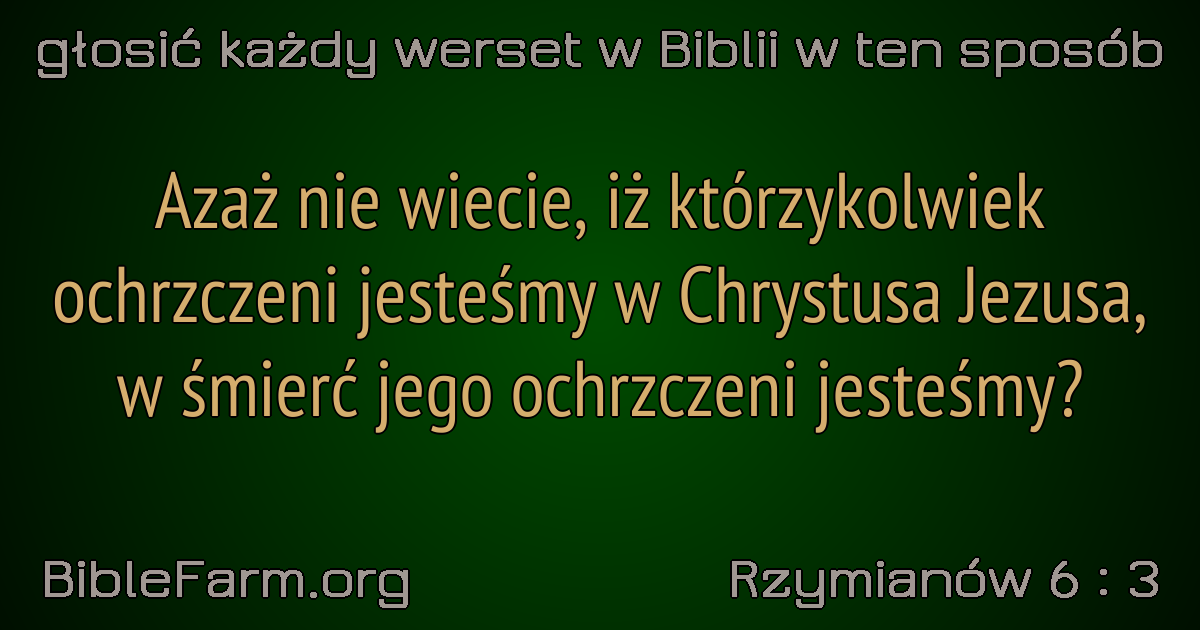 głosić każdy werset w Biblii w ten sposób
Azaż nie wiecie, iż którzykolwiek
ochrzczeni jesteśmy w Chrystusa Jezusa,
w śmierć jego ochrzczeni jesteśmy?
BibleFarm.org
Rzymianów 6 : 3